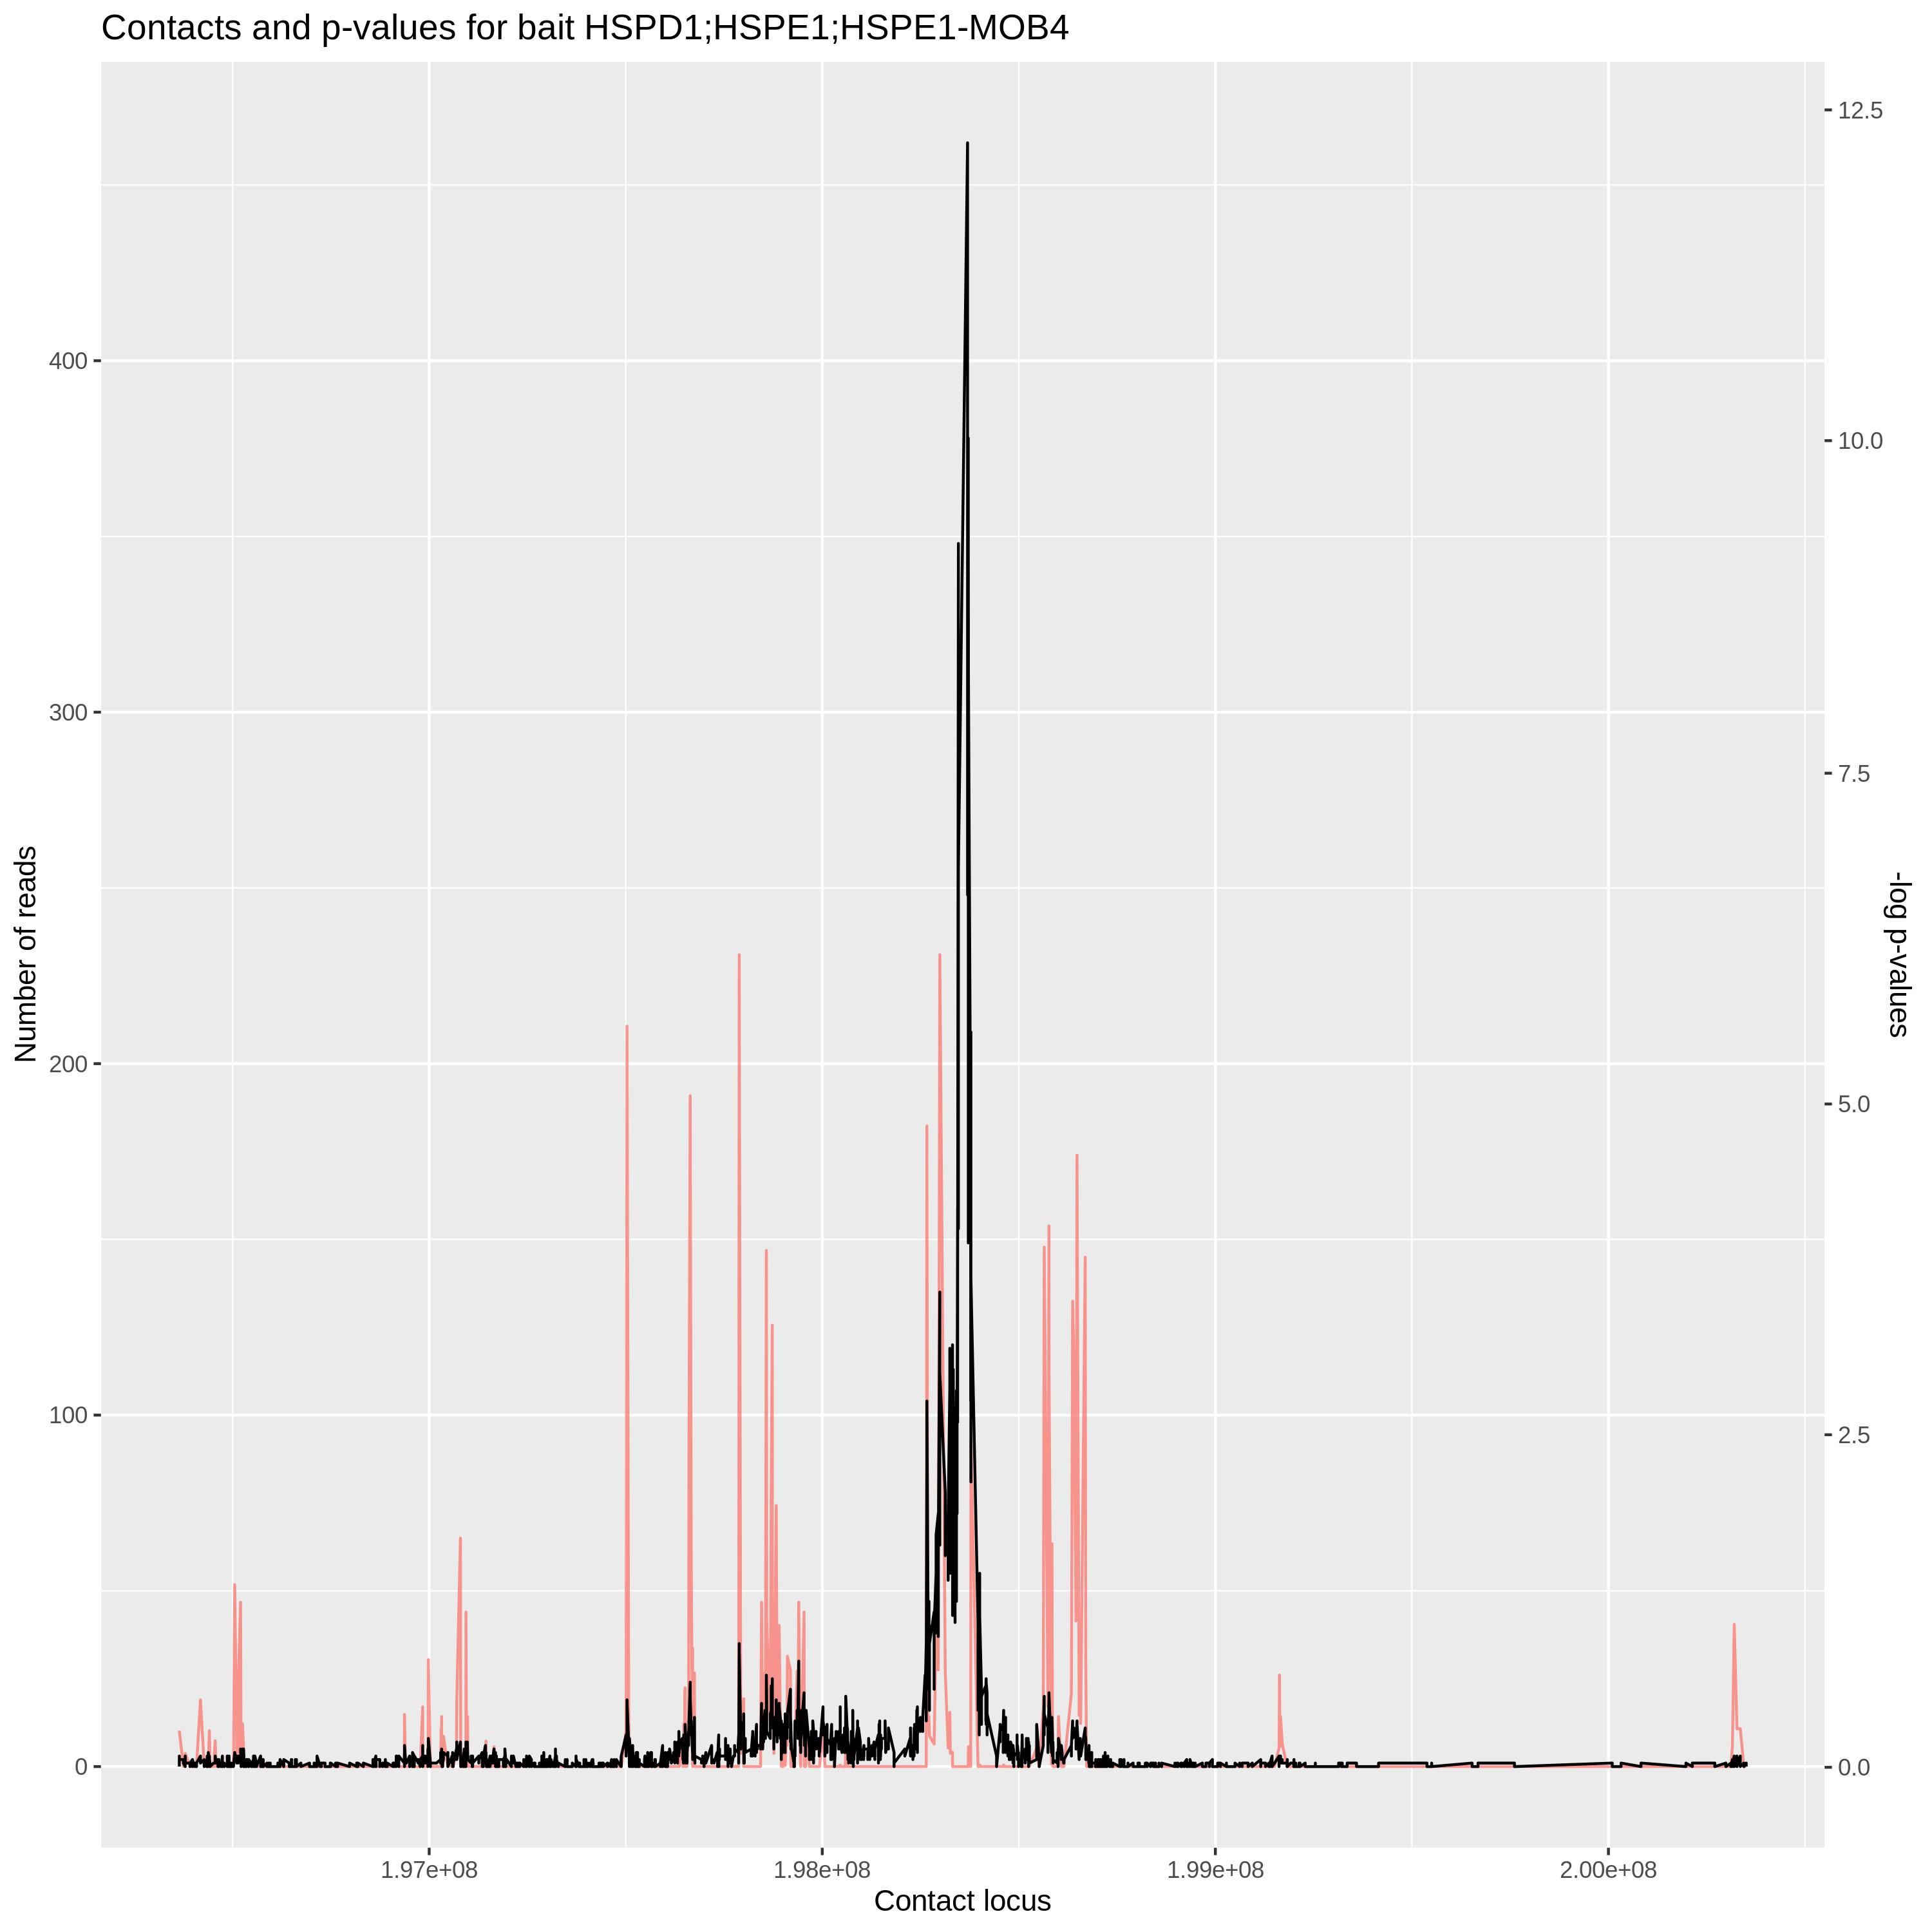 Contacts and p-values for bait HSPD1;HSPE1;HSPE1-MOB4
Number of reads
400
300
200
100
0
12.5
10.0
7.5
5.0
2.5
0.0
-log p-values
1.97e+08
1.98e+08
1.99e+08
2.00e+08
Contact locus